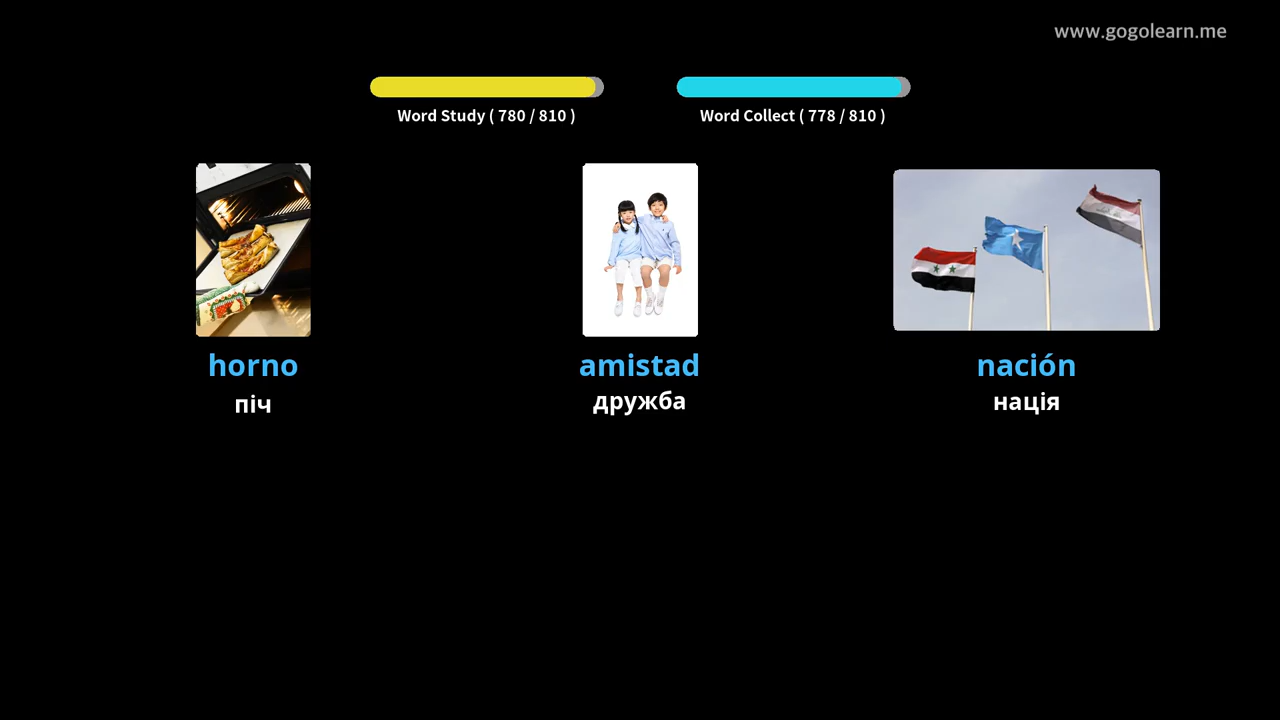 www.gogolearn.me
Word Study ( 780 / 810 )
Word Collect ( 778 / 810 )
horno
піч
amistad
дружба
nación
нація